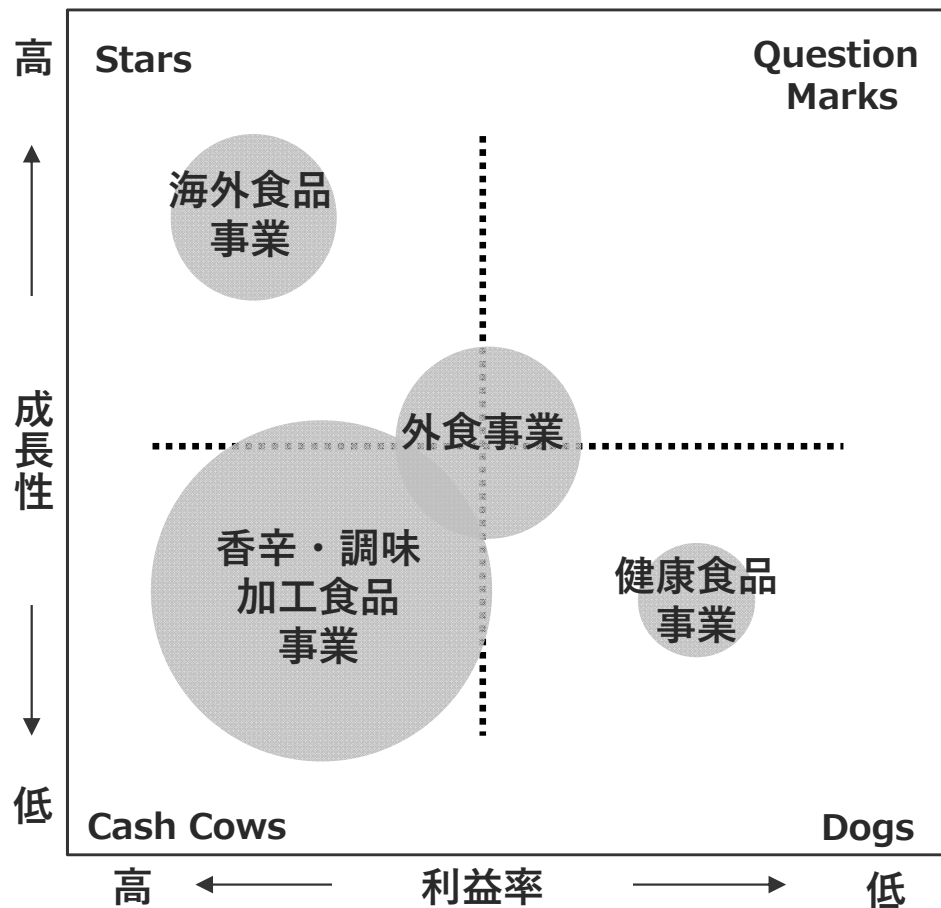 高
Stars
Question
Marks
海外食品
事業
成長性
外食事業
香辛・調味
加工食品
事業
健康食品
事業
低
Cash Cows
Dogs
高
利益率
低